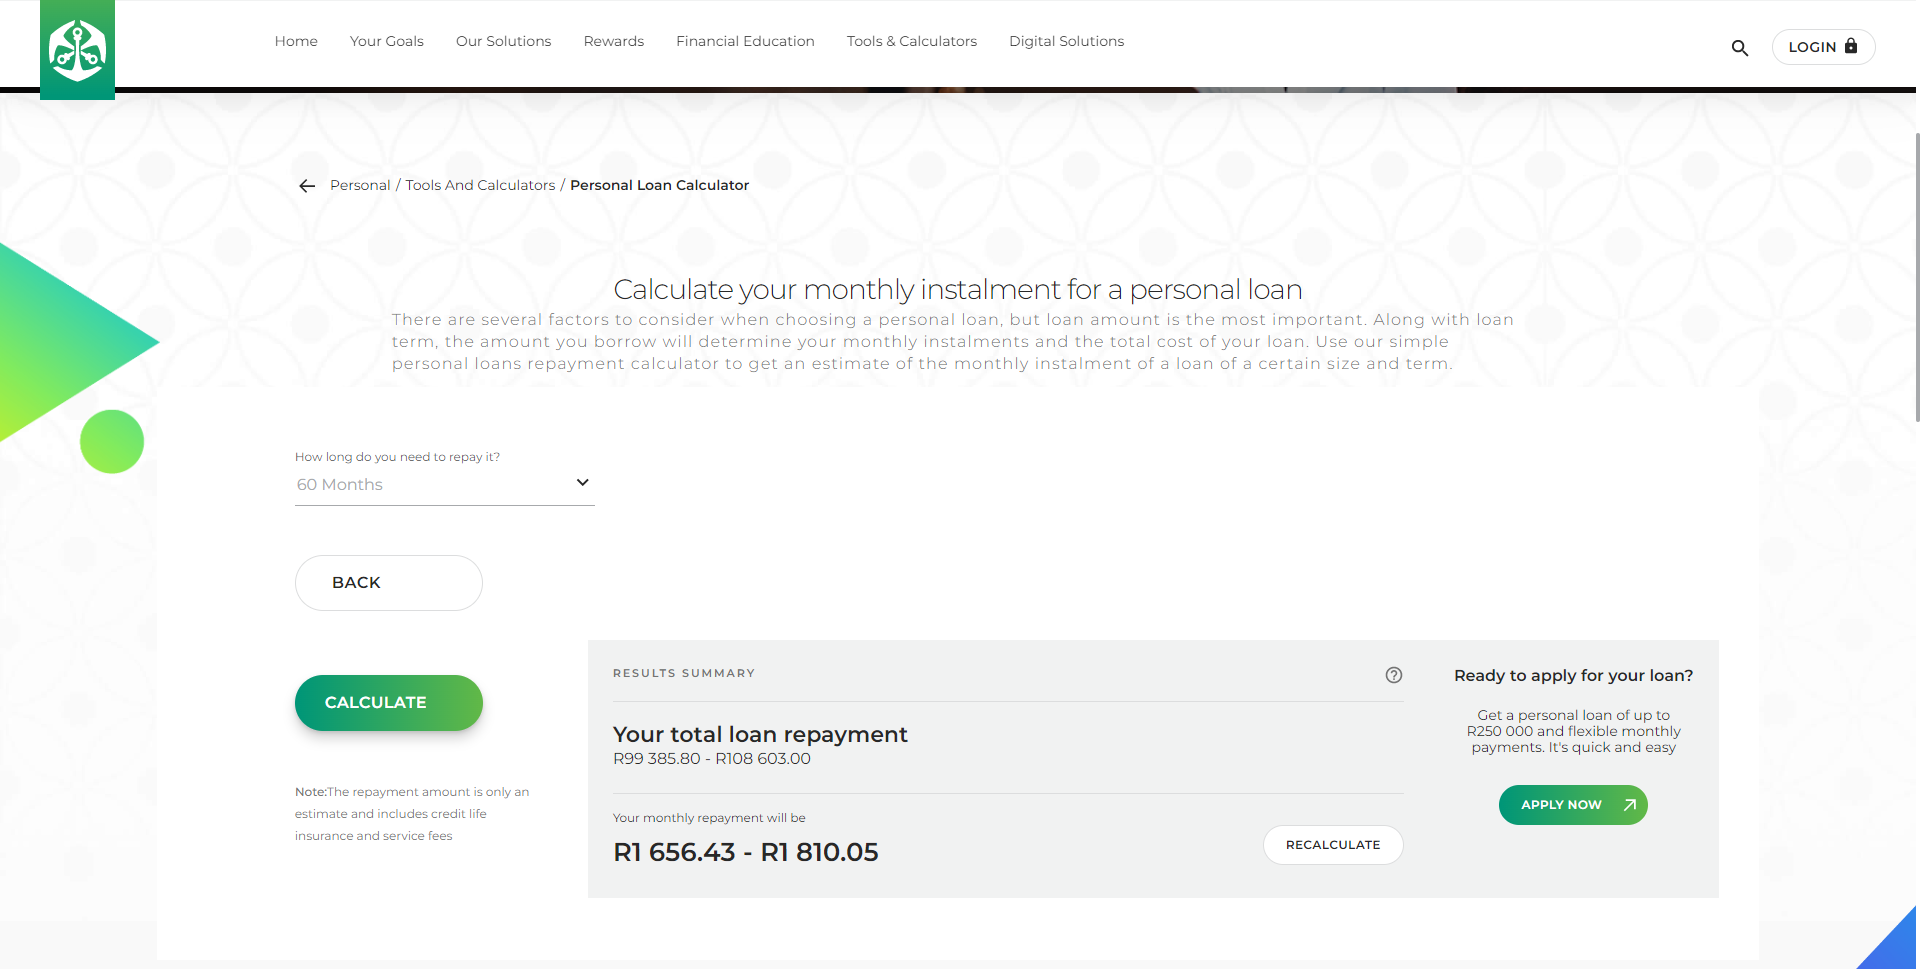 Home
Your Goals
Our Solutions
Rewards
Financial Education
Tools & Calculators
Digital Solutions
LOGIN
Personal / Tools And Calculators / Personal Loan Calculator
Calculate your monthly instalment for a personal loan
There are several factors to consider when choosing a personal loan, but loan amount is the most important. Along with loan
term, the amount you borrow will determine your monthly instalments and the total cost of your loan. Use our simple
personal loans repayment calculator to get an estimate of the monthly instalment of a loan of a certain size and term.
How long do you need to repay it?
60 Months
BACK
CALCULATE
Note:The repayment amount is only an
estimate and includes credit life
insurance and service fees
RESULTS SUMMARY
?
Your total loan repayment
R99 385.80 - R108 603.00
Your monthly repayment will be
R1 656.43 - R1 810.05
RECALCULATE
Ready to apply for your loan?
Get a personal loan of up to
R250 000 and flexible monthly
payments. It's quick and easy
APPLY NOW